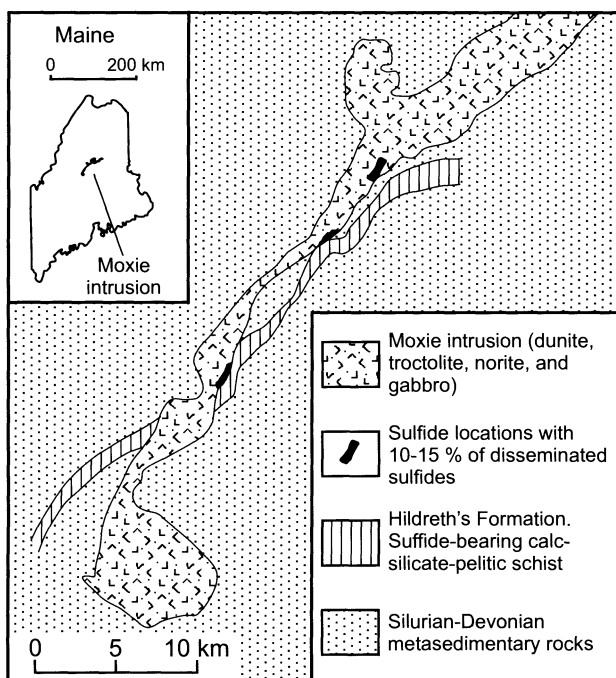 Maine
0 200 km
Moxie
intrusion
Moxie intrusion (dunite,
troctolite, norite, and
gabbro)
Sulfide locations with
10-15 % of disseminated
sulfides
Hildreth's Formation.
Suffide-bearing calc-
silicate-pelitic schist
Silurian-Devonian
metasedimentary rocks
0 5 10 km